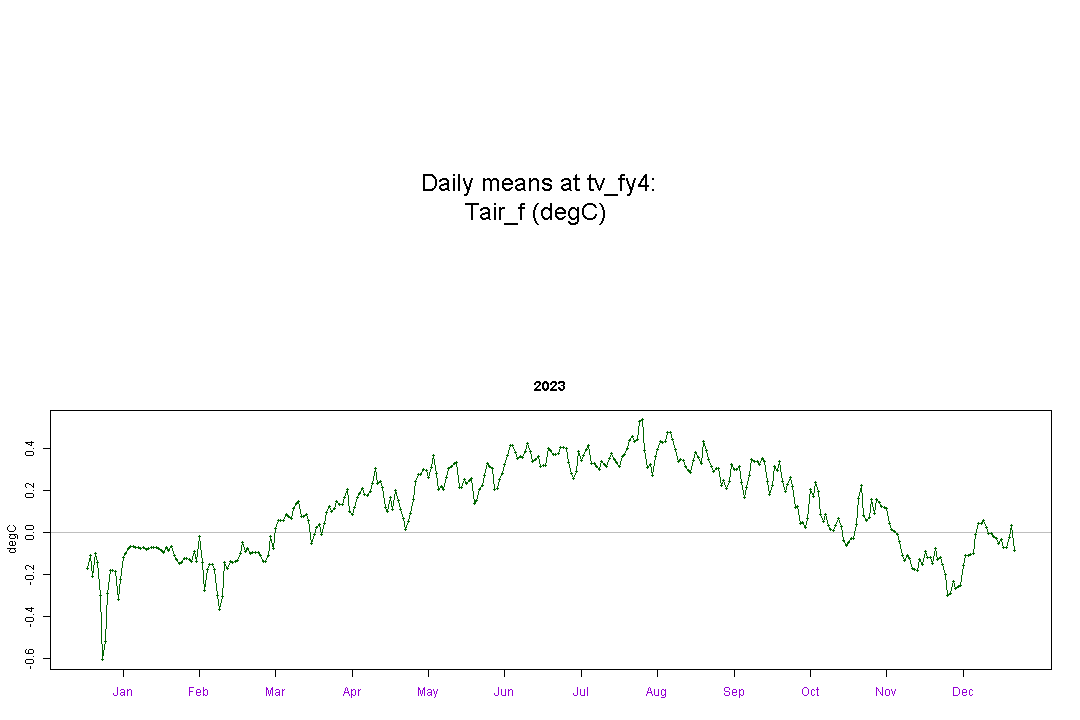 Daily means at tv_fy4:
Tair_f (degC)
2023
degC
0.4
0.2
0.0
-0.2
-0.4
-0.6
Jan Feb Mar Apr May Jun Jul Aug Sep Oct Nov Dec